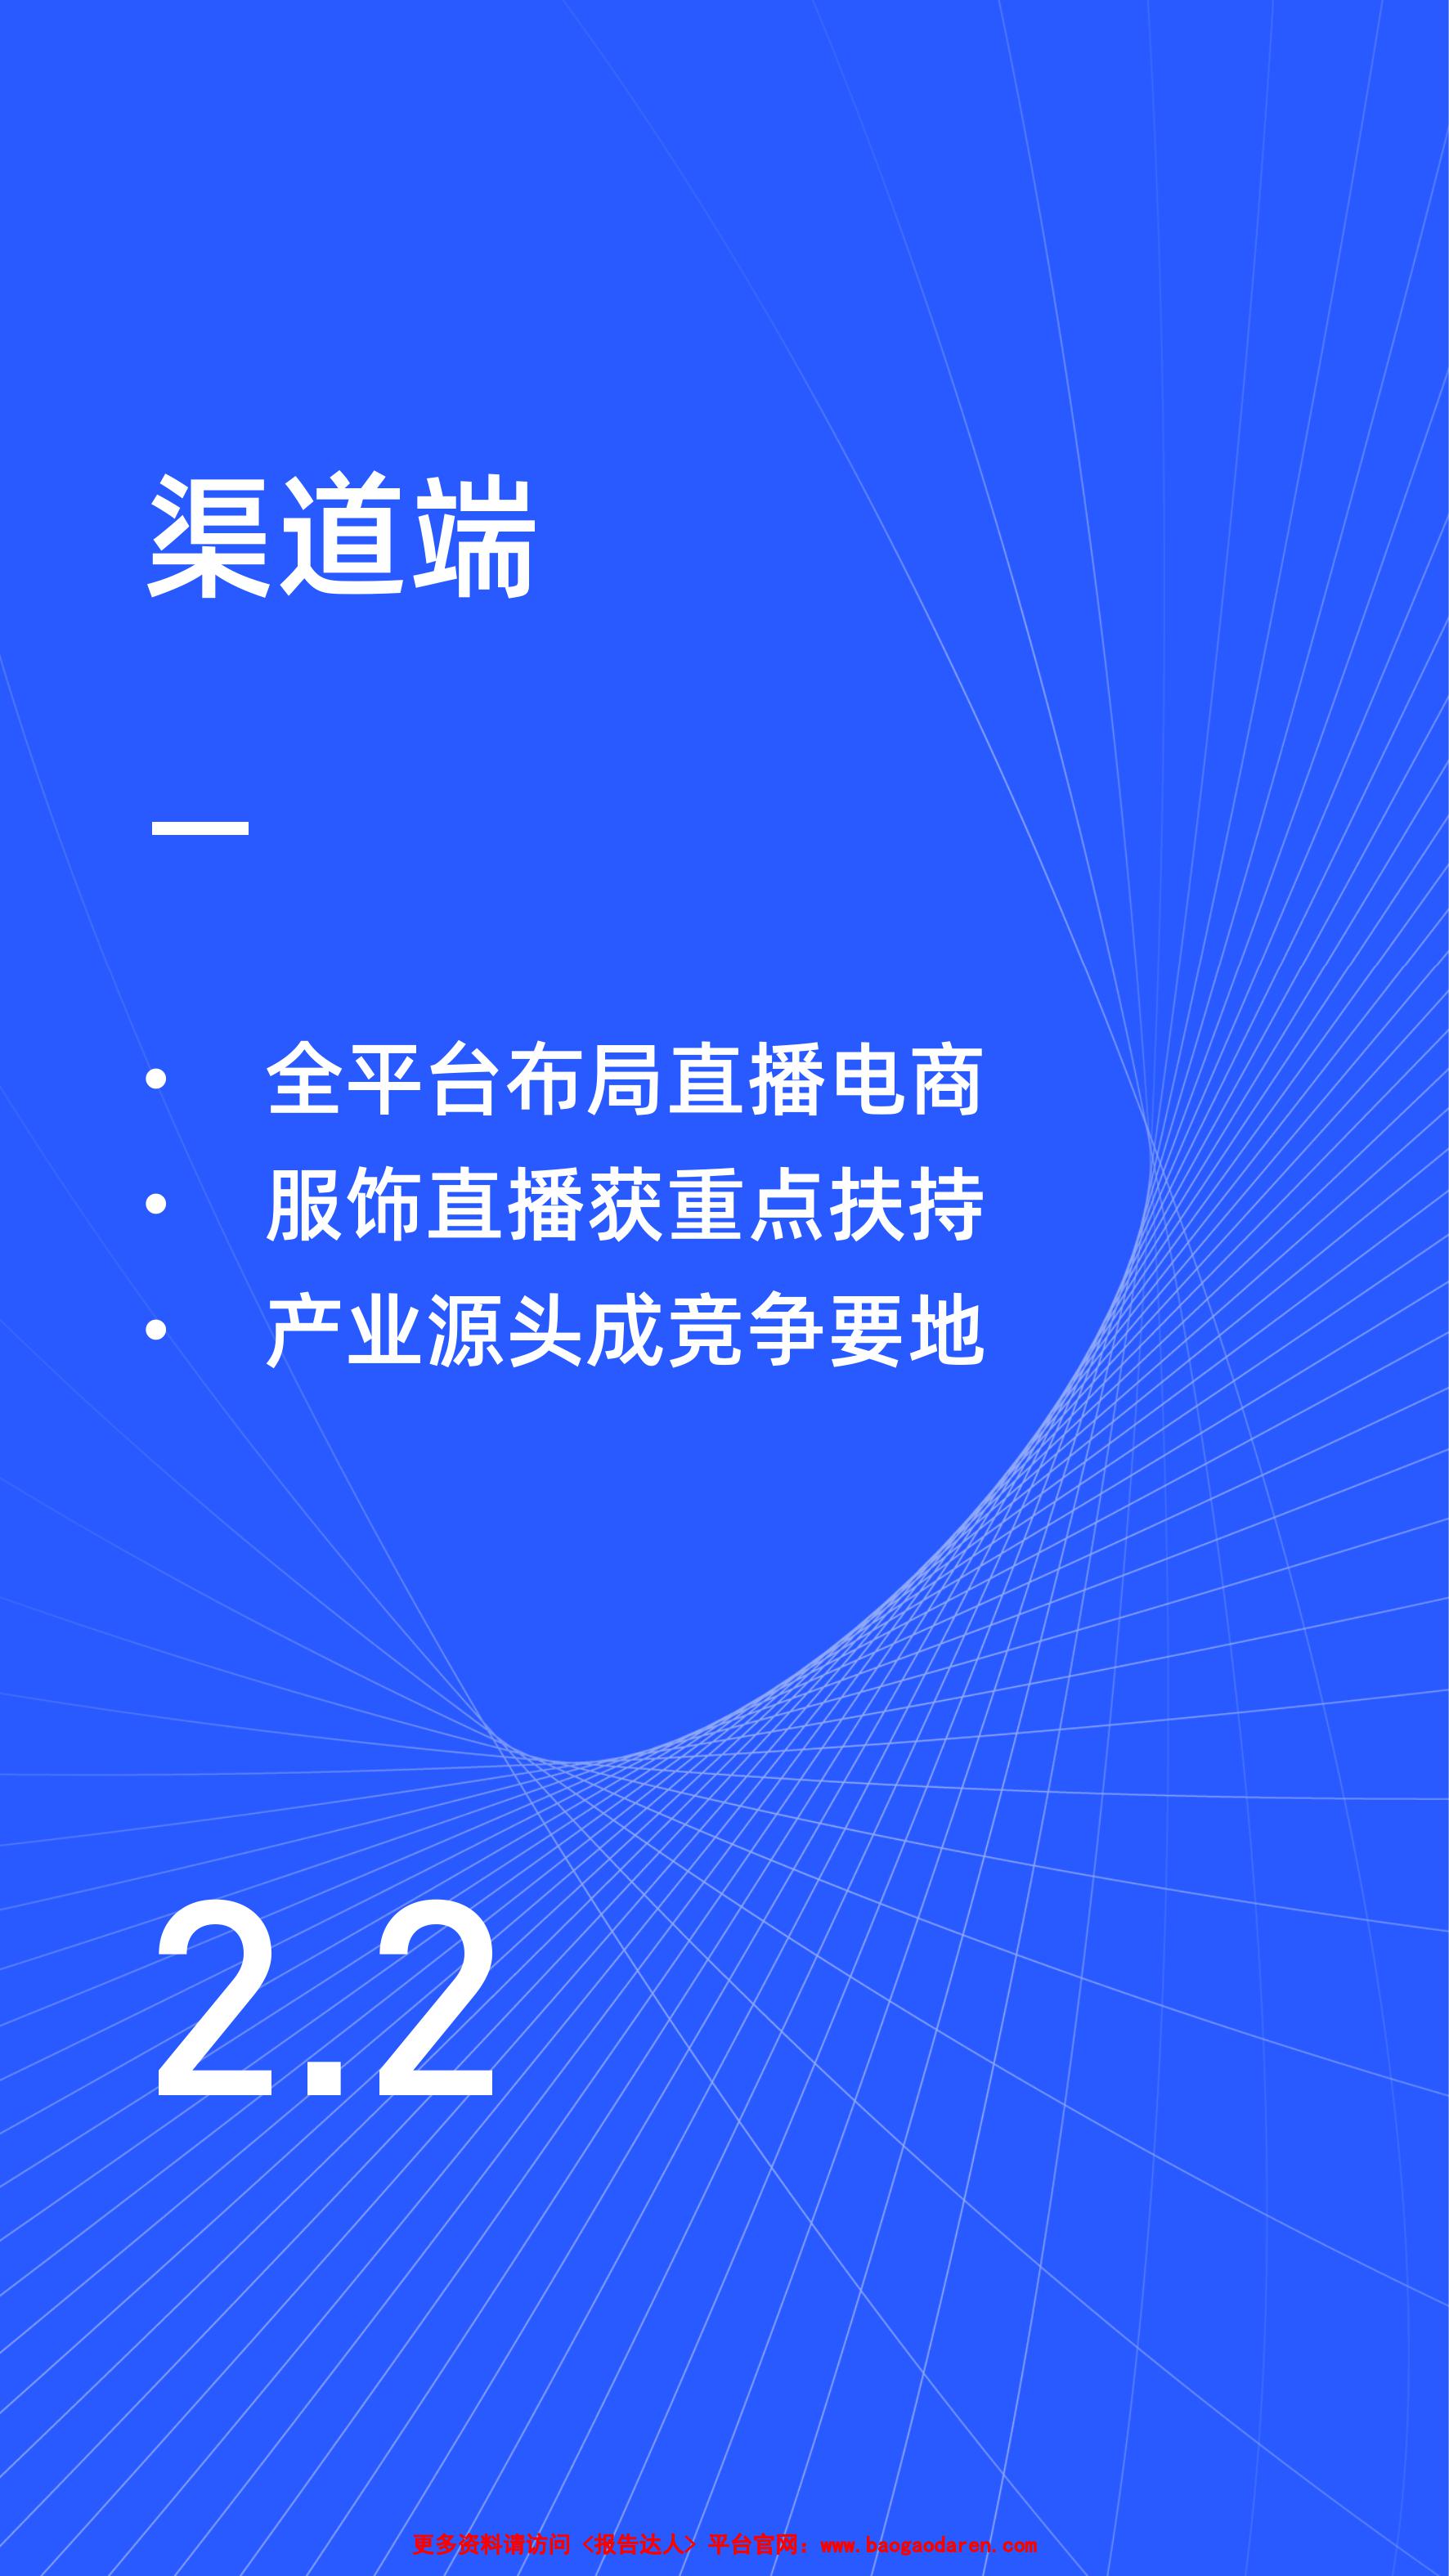 渠道端
• 全平台布局直播电商
• 服饰直播获重点扶持
• 产业源头成竞争要地
2.2
更多资料请访问 <报告达人> 平台官网：www.baogaodaren.com